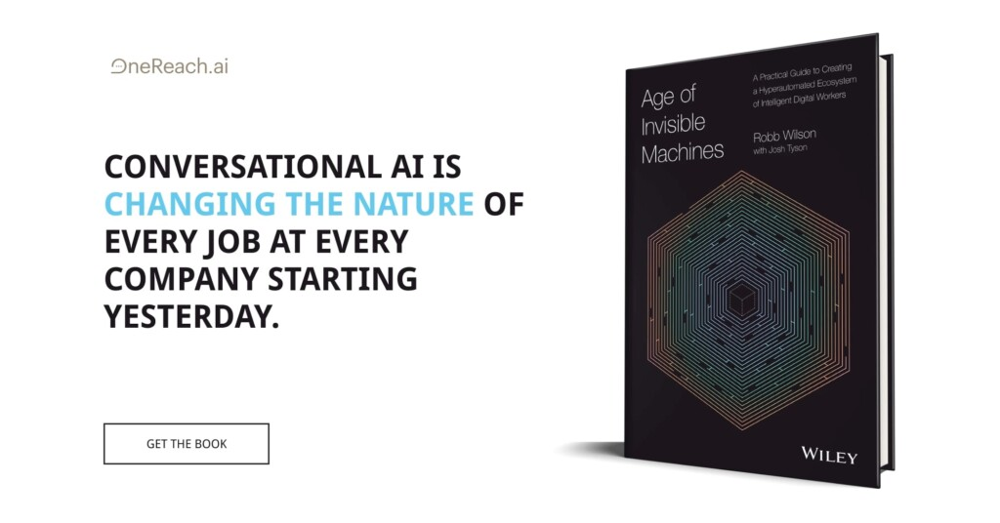 OneReach.ai
CONVERSATIONAL AI IS
CHANGING THE NATURE OF
EVERY JOB AT EVERY
COMPANY STARTING
YESTERDAY.
GET THE BOOK
Age of
Invisible
Machines
A Practical Guide to Creating
a Hyperautomated Ecosystem
of Intelligent Digital Workers
Robb Wilson
with Josh Tyson
WILEY